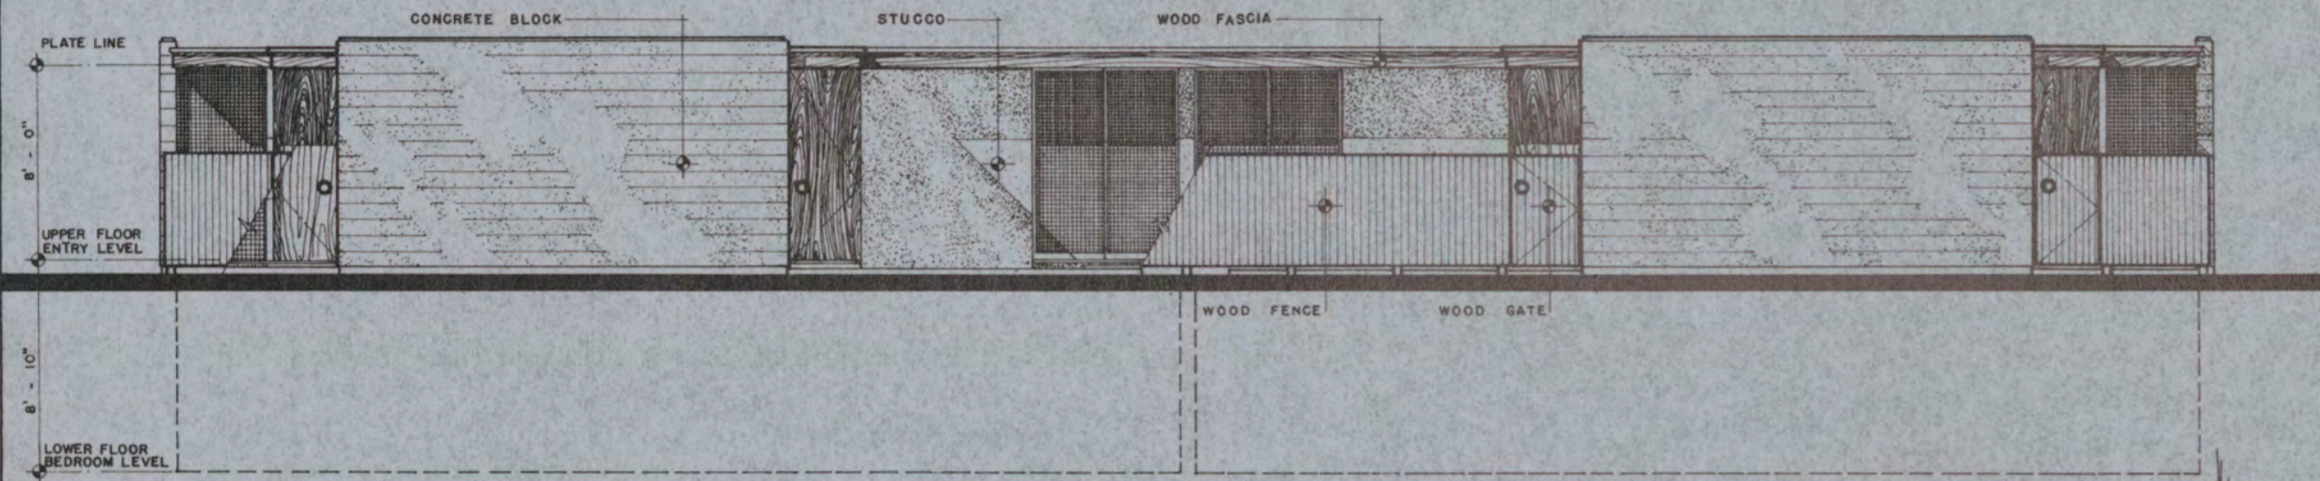 CONCRETE BLOCK
STUCCO
WOOD FASCIA
PLATE LINE
8' - 0"
UPPER FLOOR
ENTRY LEVEL
WOOD FENCE
WOOD GATE
8' - 10"
LOWER FLOOR
BEDROOM LEVEL